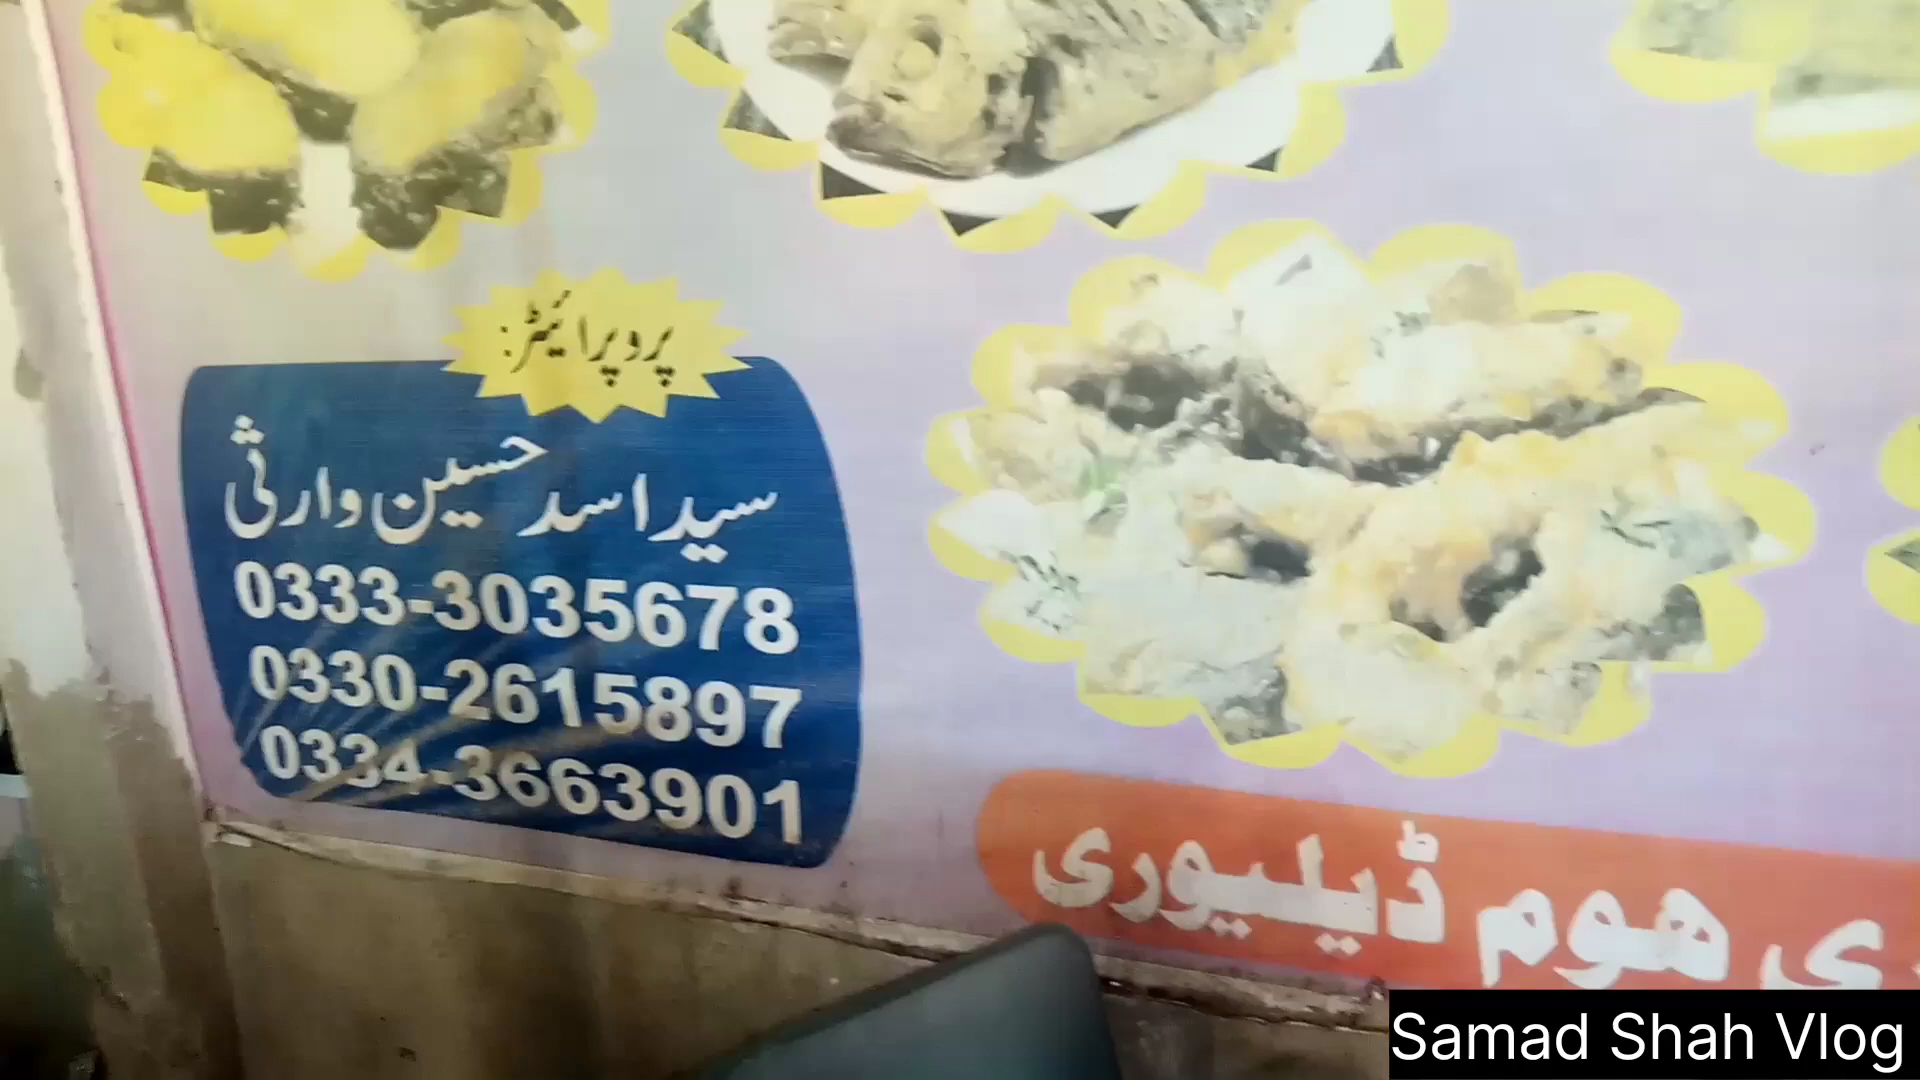 پروپرائیٹر:
سید اسد حسین وارثی
0333-3035678
0330-2615897
0334-3663901
ہوم ڈیلیوری
Samad Shah Vlog